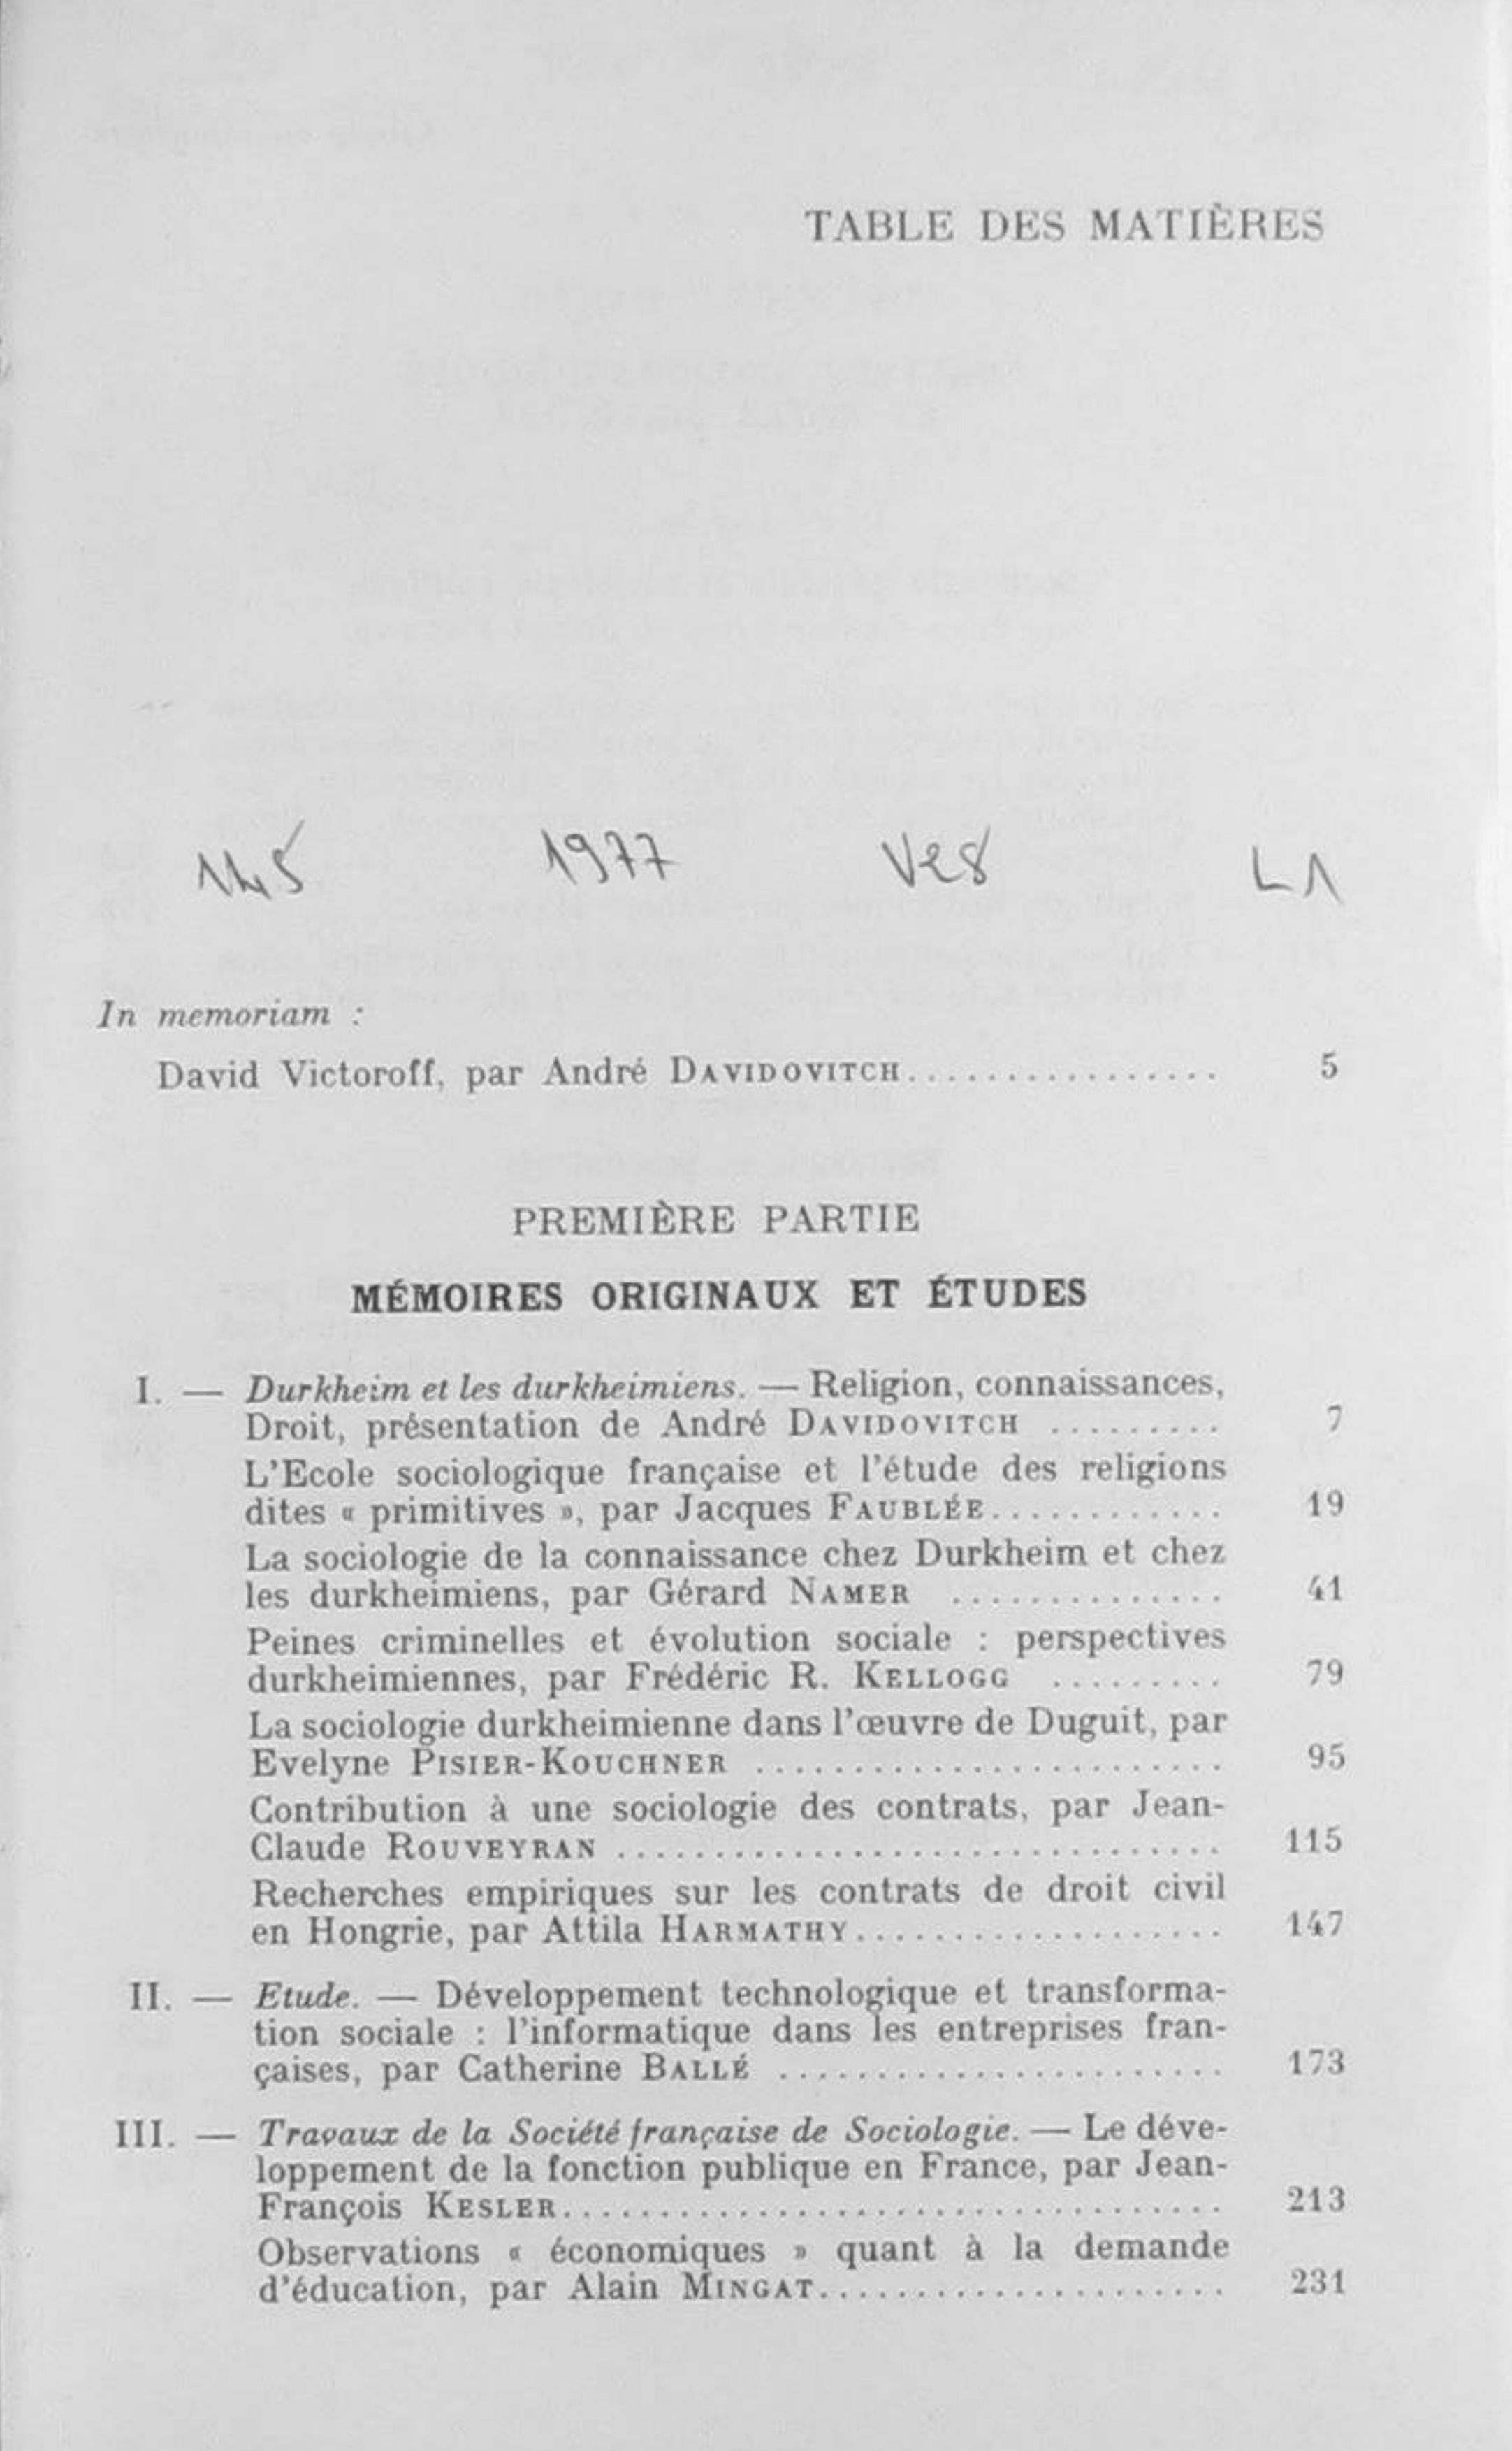 TABLE DES MATIÈRES
1977 Ves L1
In memoriam :
David Victoroff, par André DAVIDOVITCH................ 5
PREMIÈRE PARTIE
MÉMOIRES ORIGINAUX ET ÉTUDES
I. — Durkheim et les durkheimiens. — Religion, connaissances,
Droit, présentation de André DAVIDOVITCH ......... 7
L'Ecole sociologique française et l'étude des religions
dites « primitives », par Jacques FAUBLÉE............ 19
La sociologie de la connaissance chez Durkheim et chez
les durkheimiens, par Gérard NAMER .............. 41
Peines criminelles et évolution sociale : perspectives
durkheimiennes, par Frédéric R. KELLOGG ......... 79
La sociologie durkheimienne dans l'œuvre de Duguit, par
Evelyne PISIER-KOUCHNER ........................ 95
Contribution à une sociologie des contrats, par Jean-
Claude ROUVEYRAN ............................... 115
Recherches empiriques sur les contrats de droit civil
en Hongrie, par Attila HARMATHY................... 147
II. — Etude. — Développement technologique et transforma-
tion sociale : l'informatique dans les entreprises fran-
çaises, par Catherine BALLÉ ....................... 173
III. — Travaux de la Société française de Sociologie. — Le déve-
loppement de la fonction publique en France, par Jean-
François KESLER.................................. 213
Observations « économiques » quant à la demande
d'éducation, par Alain MINGAT..................... 231